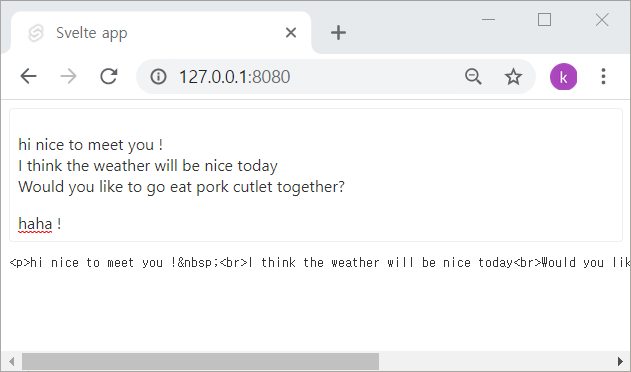 Svelte app
127.0.0.1:8080
k
hi nice to meet you !
I think the weather will be nice today
Would you like to go eat pork cutlet together?
haha !
<p>hi nice to meet you !&nbsp;<br>I think the weather will be nice today<br>Would you lik